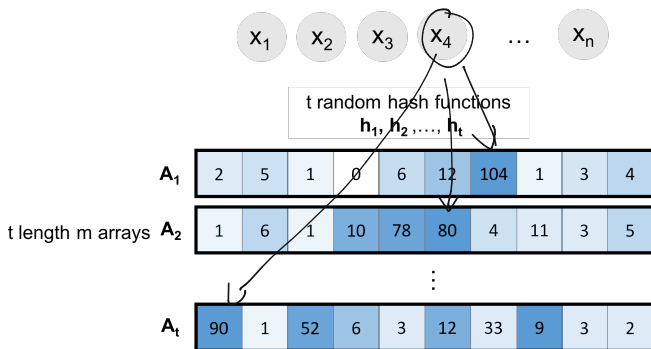 x1 x2 x3 x4 ... xn
t random hash functions
h1, h2 ,..., ht
A1 2 5 1 0 6 12 104 1 3 4
t length m arrays A2 1 6 1 10 78 80 4 11 3 5
⋮
At 90 1 52 6 3 12 33 9 3 2